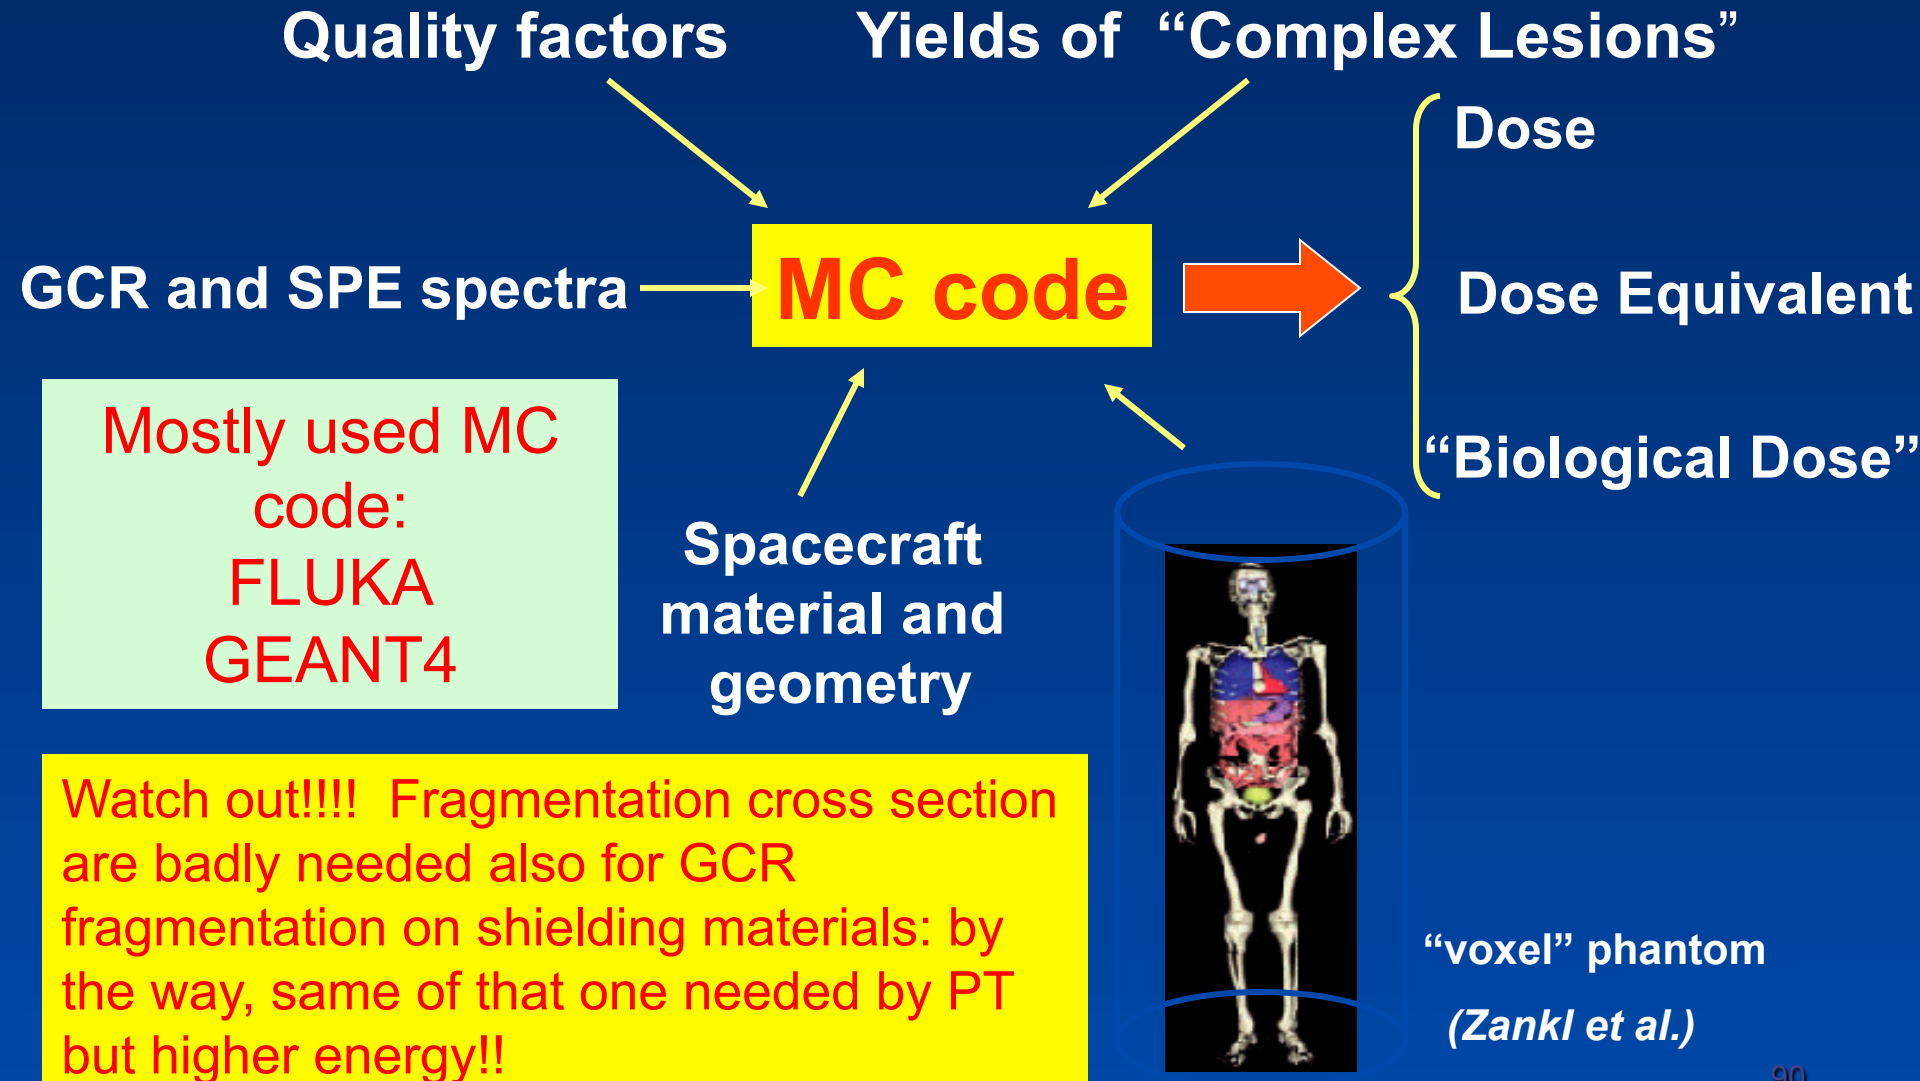 Quality factors
Yields of “Complex Lesions”
Dose
GCR and SPE spectra
MC code
Dose Equivalent
“Biological Dose”
Mostly used MC
code:
FLUKA
GEANT4
Spacecraft
material and
geometry
Watch out!!!! Fragmentation cross section
are badly needed also for GCR
fragmentation on shielding materials: by
the way, same of that one needed by PT
but higher energy!!
“voxel” phantom
(Zankl et al.)
90